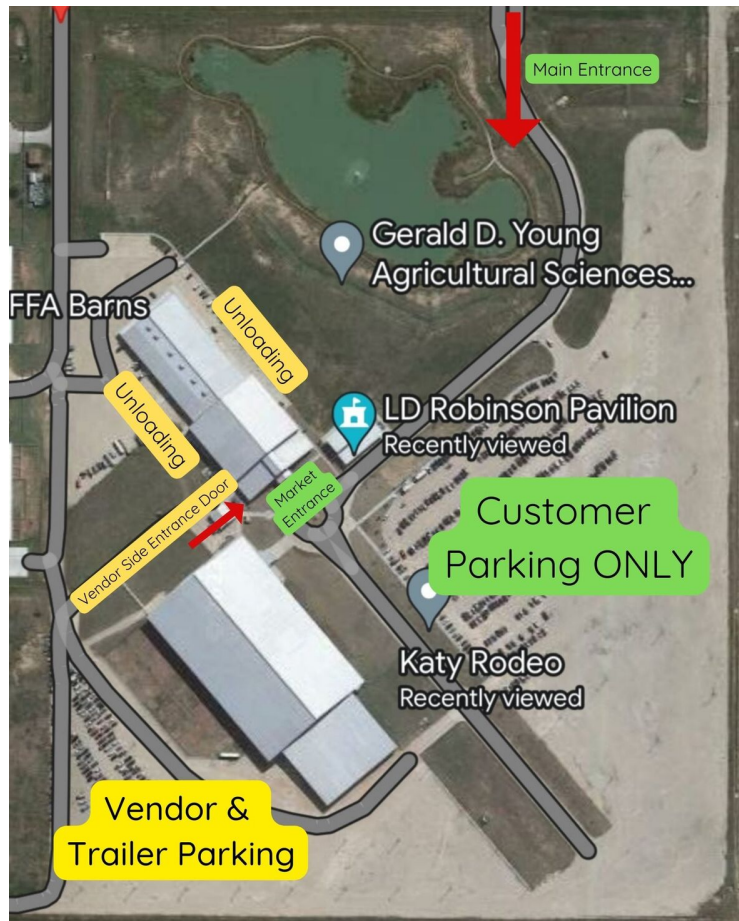 Main Entrance
Gerald D. Young
Agricultural Sciences...
FFA Barns
Unloading
Unloading
LD Robinson Pavilion
Recently viewed
Vendor Side Entrance Door
Market
Entrance
Customer
Parking ONLY
Katy Rodeo
Recently viewed
Vendor &
Trailer Parking